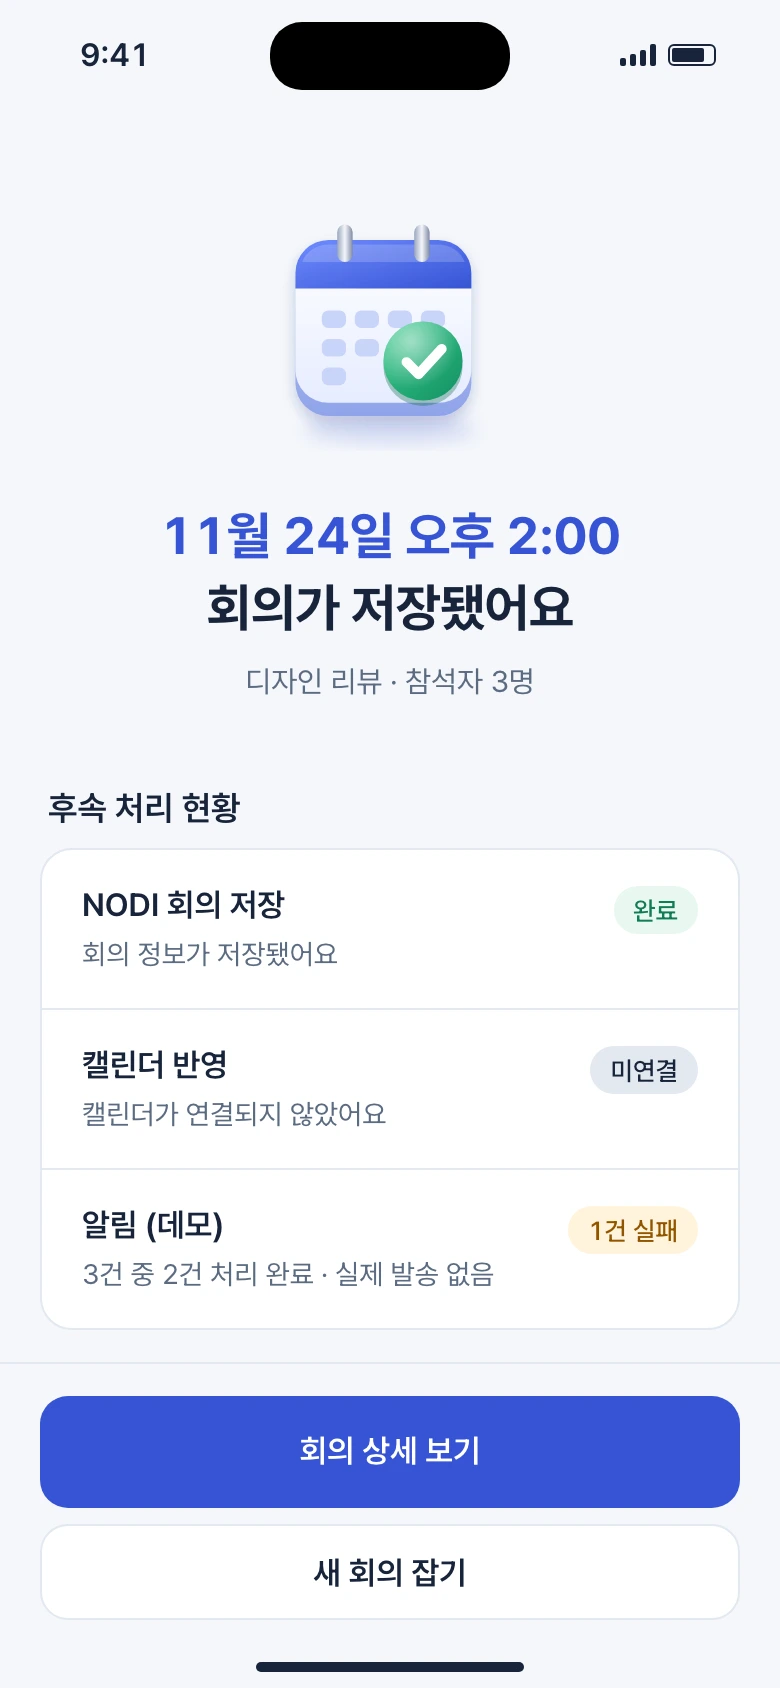 9:41
11월 24일 오후 2:00
회의가 저장됐어요
디자인 리뷰 · 참석자 3명
후속 처리 현황
NODI 회의 저장
완료
회의 정보가 저장됐어요
캘린더 반영
미연결
캘린더가 연결되지 않았어요
알림 (데모)
1건 실패
3건 중 2건 처리 완료 · 실제 발송 없음
회의 상세 보기
새 회의 잡기